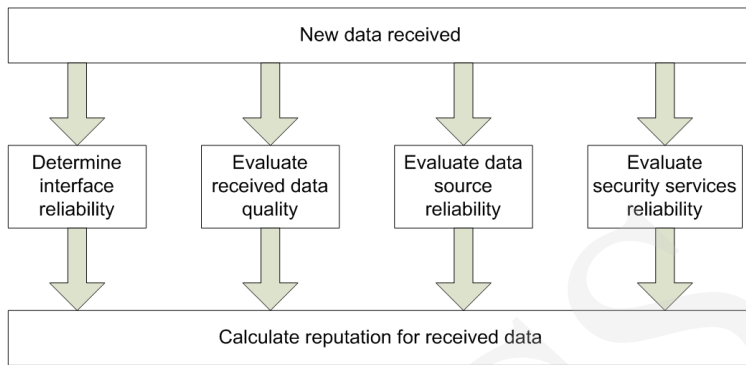 New data received
Determine
interface
reliability
Evaluate
received data
quality
Evaluate data
source
reliability
Evaluate
security services
reliability
Calculate reputation for received data